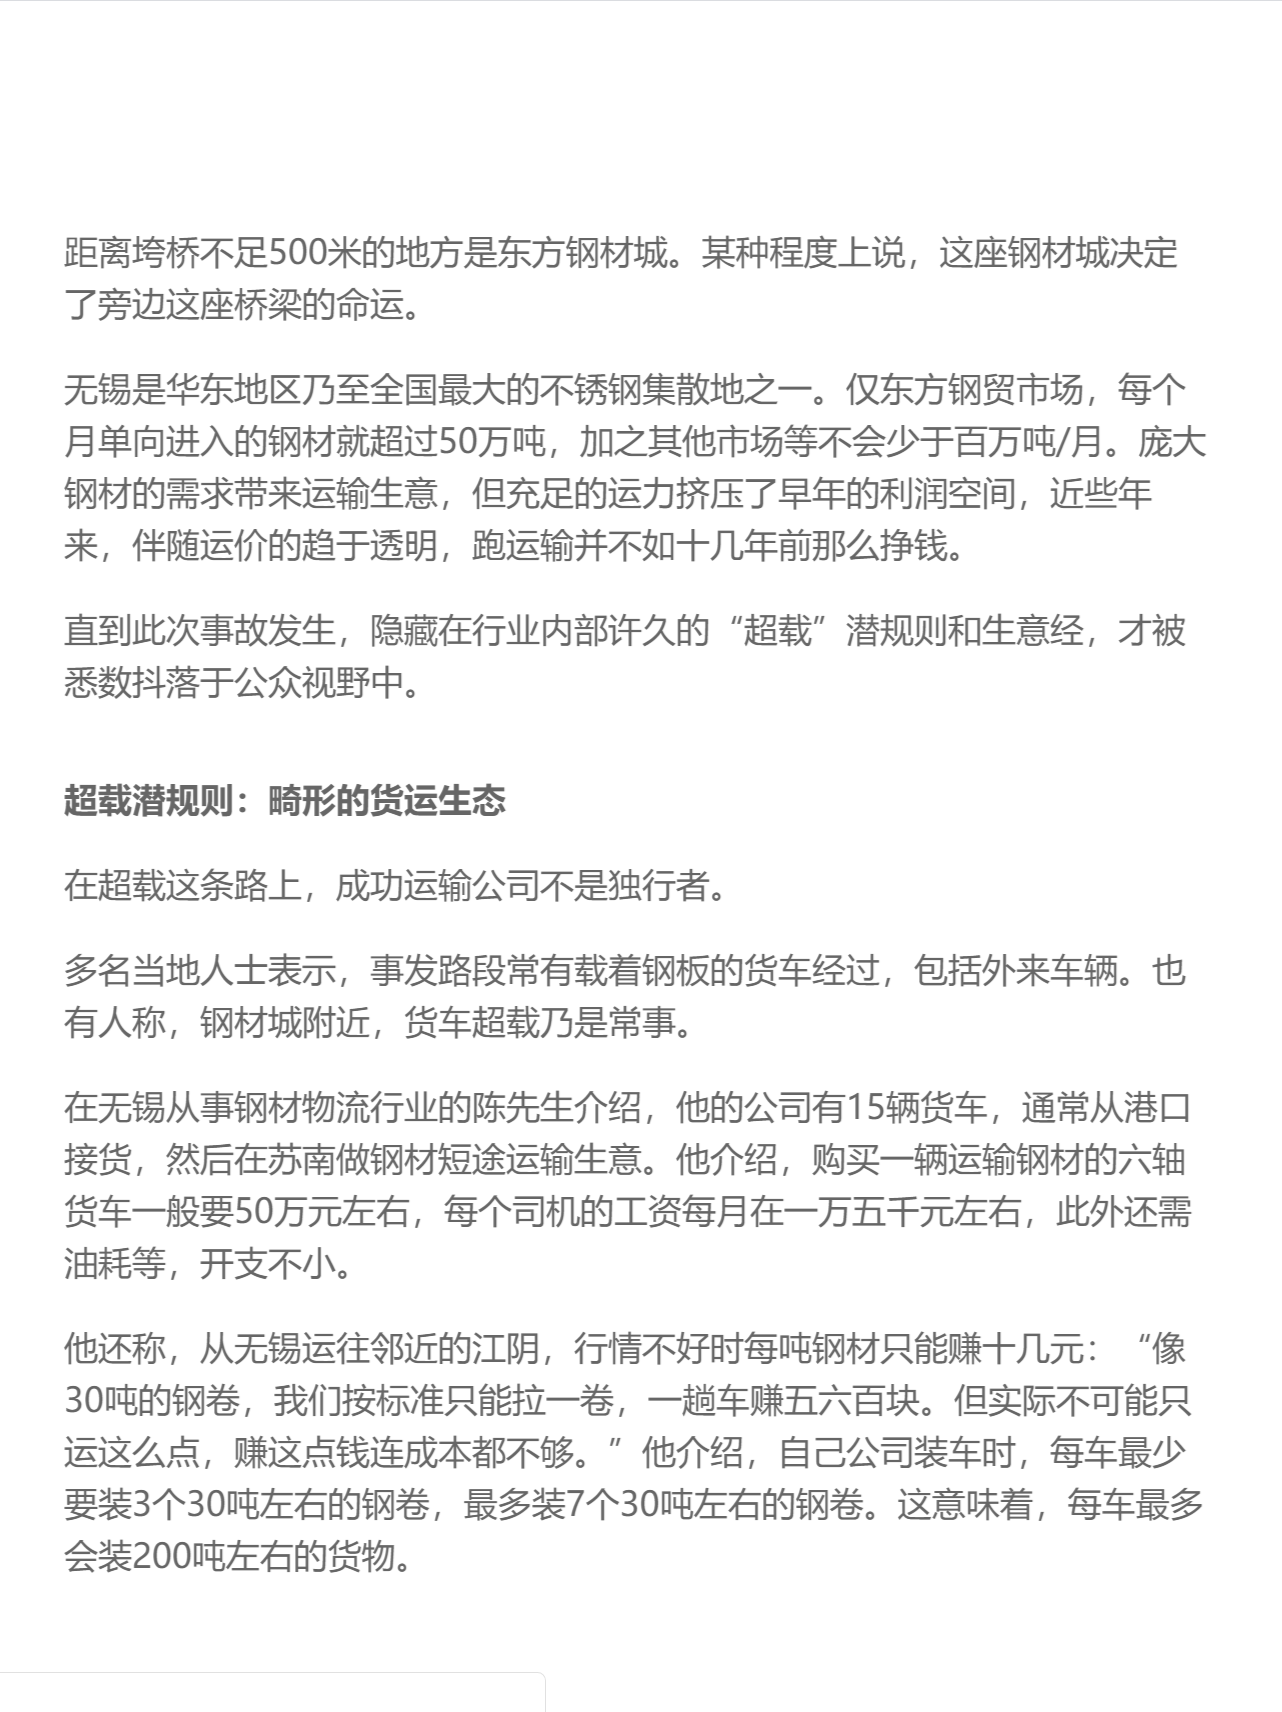 距离垮桥不足500米的地方是东方钢材城。某种程度上说，这座钢材城决定
了旁边这座桥梁的命运。
无锡是华东地区乃至全国最大的不锈钢集散地之一。仅东方钢贸市场，每个
月单向进入的钢材就超过50万吨，加之其他市场等不会少于百万吨/月。庞大
钢材的需求带来运输生意，但充足的运力挤压了早年的利润空间，近些年
来，伴随运价的趋于透明，跑运输并不如十几年前那么挣钱。
直到此次事故发生，隐藏在行业内部许久的“超载”潜规则和生意经，才被
悉数抖落于公众视野中。
超载潜规则：畸形的货运生态
在超载这条路上，成功运输公司不是独行者。
多名当地人士表示，事发路段常有载着钢板的货车经过，包括外来车辆。也
有人称，钢材城附近，货车超载乃是常事。
在无锡从事钢材物流行业的陈先生介绍，他的公司有15辆货车，通常从港口
接货，然后在苏南做钢材短途运输生意。他介绍，购买一辆运输钢材的六轴
货车一般要50万元左右，每个司机的工资每月在一万五千元左右，此外还需
油耗等，开支不小。
他还称，从无锡运往邻近的江阴，行情不好时每吨钢材只能赚十几元：“像
30吨的钢卷，我们按标准只能拉一卷，一趟车赚五六百块。但实际不可能只
运这么点，赚这点钱连成本都不够。”他介绍，自己公司装车时，每车最少
要装3个30吨左右的钢卷，最多装7个30吨左右的钢卷。这意味着，每车最多
会装200吨左右的货物。